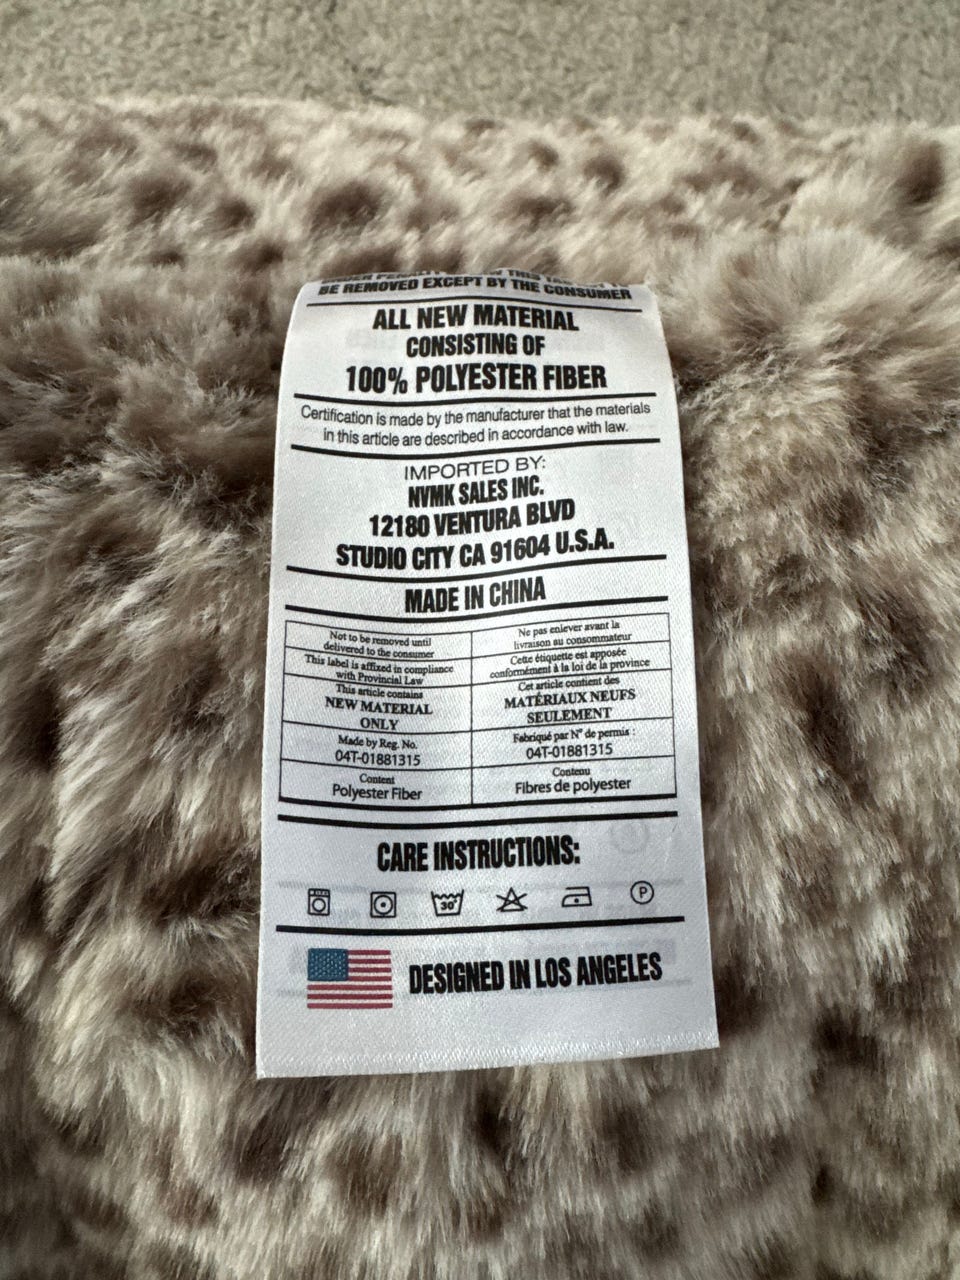 UNDER PENALTY
THIS TAG
TO
BE REMOVED EXCEPT BY THE CONSUMER
ALL NEW MATERIAL
CONSISTING OF
100% POLYESTER FIBER
Certification is made by the manufacturer that the materials
in this article are described in accordance with law.
IMPORTED BY:
NVMK SALES INC.
12180 VENTURA BLVD
STUDIO CITY CA 91604 U.S.A.
MADE IN CHINA
Not to be removed until
delivered to the consumer
Ne pas enlever avant la
livraison au consommateur
This label is affixed in compliance
with Provincial Law
Cette étiquette est apposée
conformément à la loi de la province
This article contains
NEW MATERIAL
ONLY
Cet article contient des
MATÉRIAUX NEUFS
SEULEMENT
Made by Reg. No.
04T-01881315
Fabriqué par N° de permis :
04T-01881315
Content
Polyester Fiber
Contenu
Fibres de polyester
CARE INSTRUCTIONS:
30°
P
DESIGNED IN LOS ANGELES